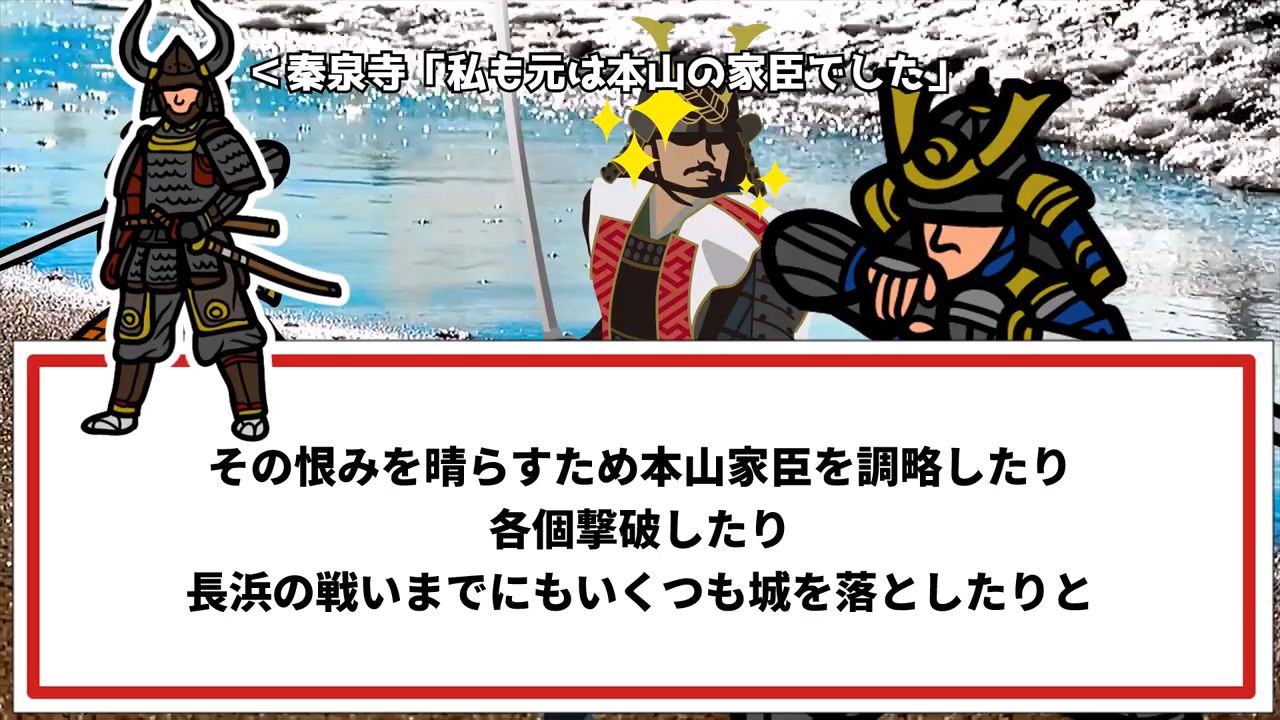 ＜秦泉寺「私も元は本山の家臣でした」
その恨みを晴らすため本山家臣を調略したり
各個撃破したり
長浜の戦いまでにもいくつも城を落としたりと